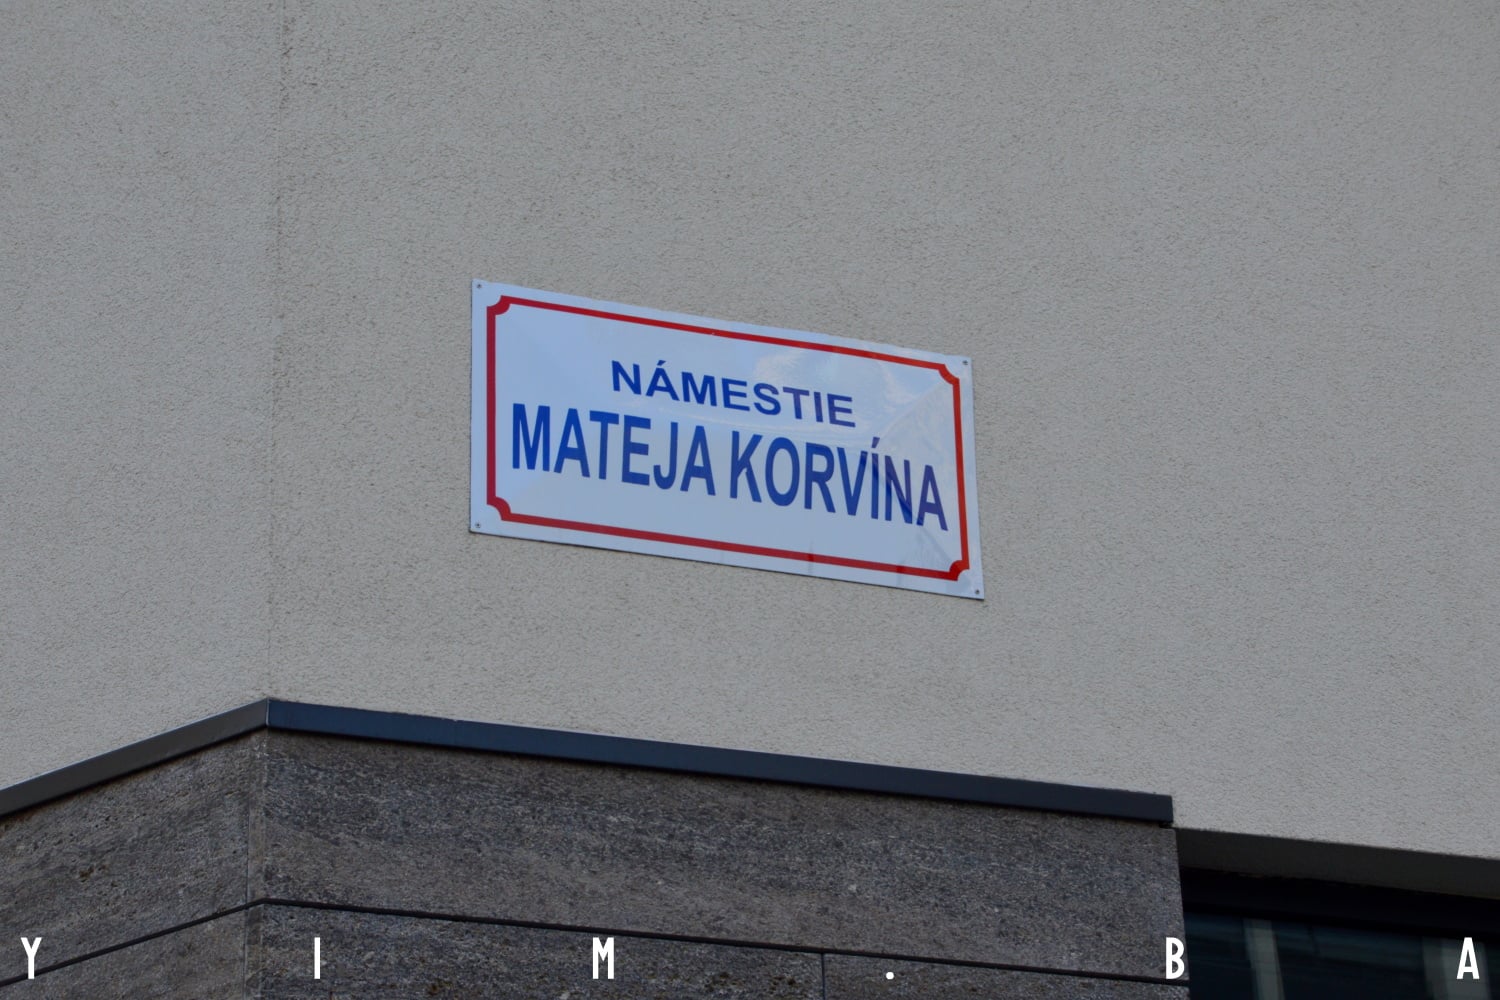 NÁMESTIE
MATEJA KORVÍNA
Y I M . B A